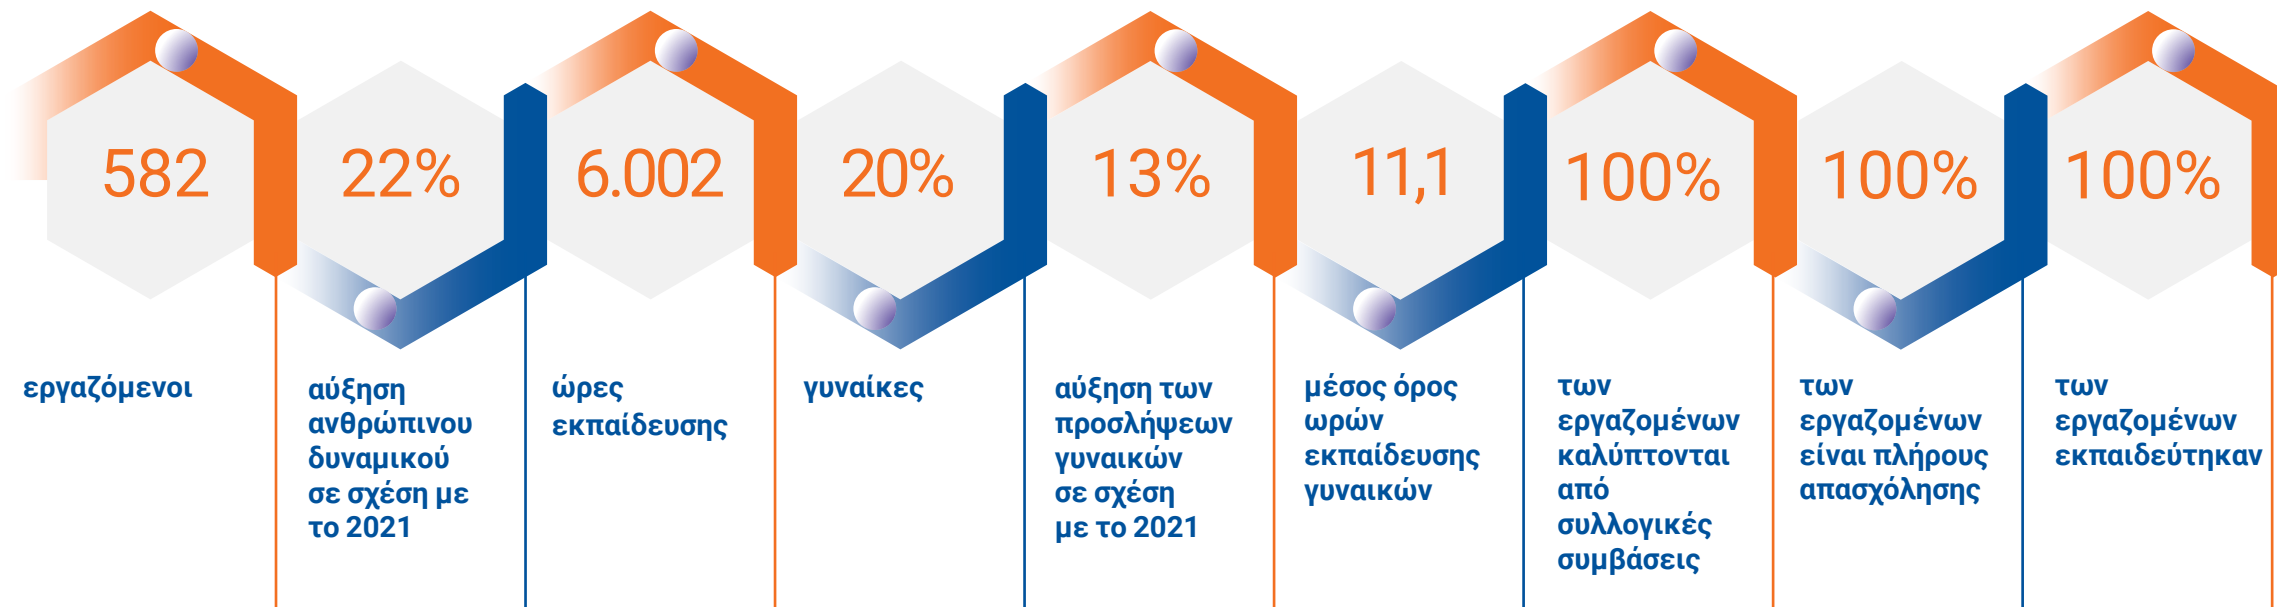 582
εργαζόμενοι
22%
αύξηση
ανθρώπινου
δυναμικού
σε σχέση με
το 2021
6.002
ώρες
εκπαίδευσης
20%
γυναίκες
13%
αύξηση των
προσλήψεων
γυναικών
σε σχέση
με το 2021
11,1
μέσος όρος
ωρών
εκπαίδευσης
γυναικών
100%
των
εργαζομένων
καλύπτονται
από
συλλογικές
συμβάσεις
100%
των
εργαζομένων
είναι πλήρους
απασχόλησης
100%
των
εργαζομένων
εκπαιδεύτηκαν